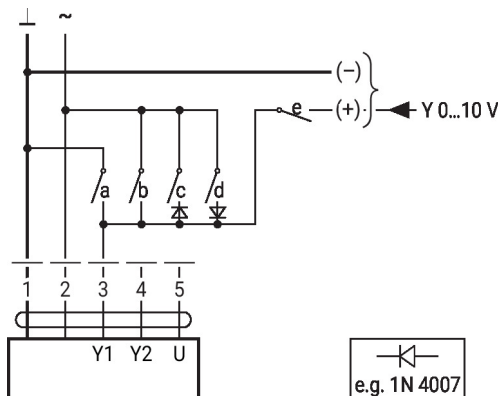 ⊥ ~
(–)
e (+) Y 0...10 V
a b c d
1 2 3 4 5
Y1 Y2 U
e.g. 1N 4007